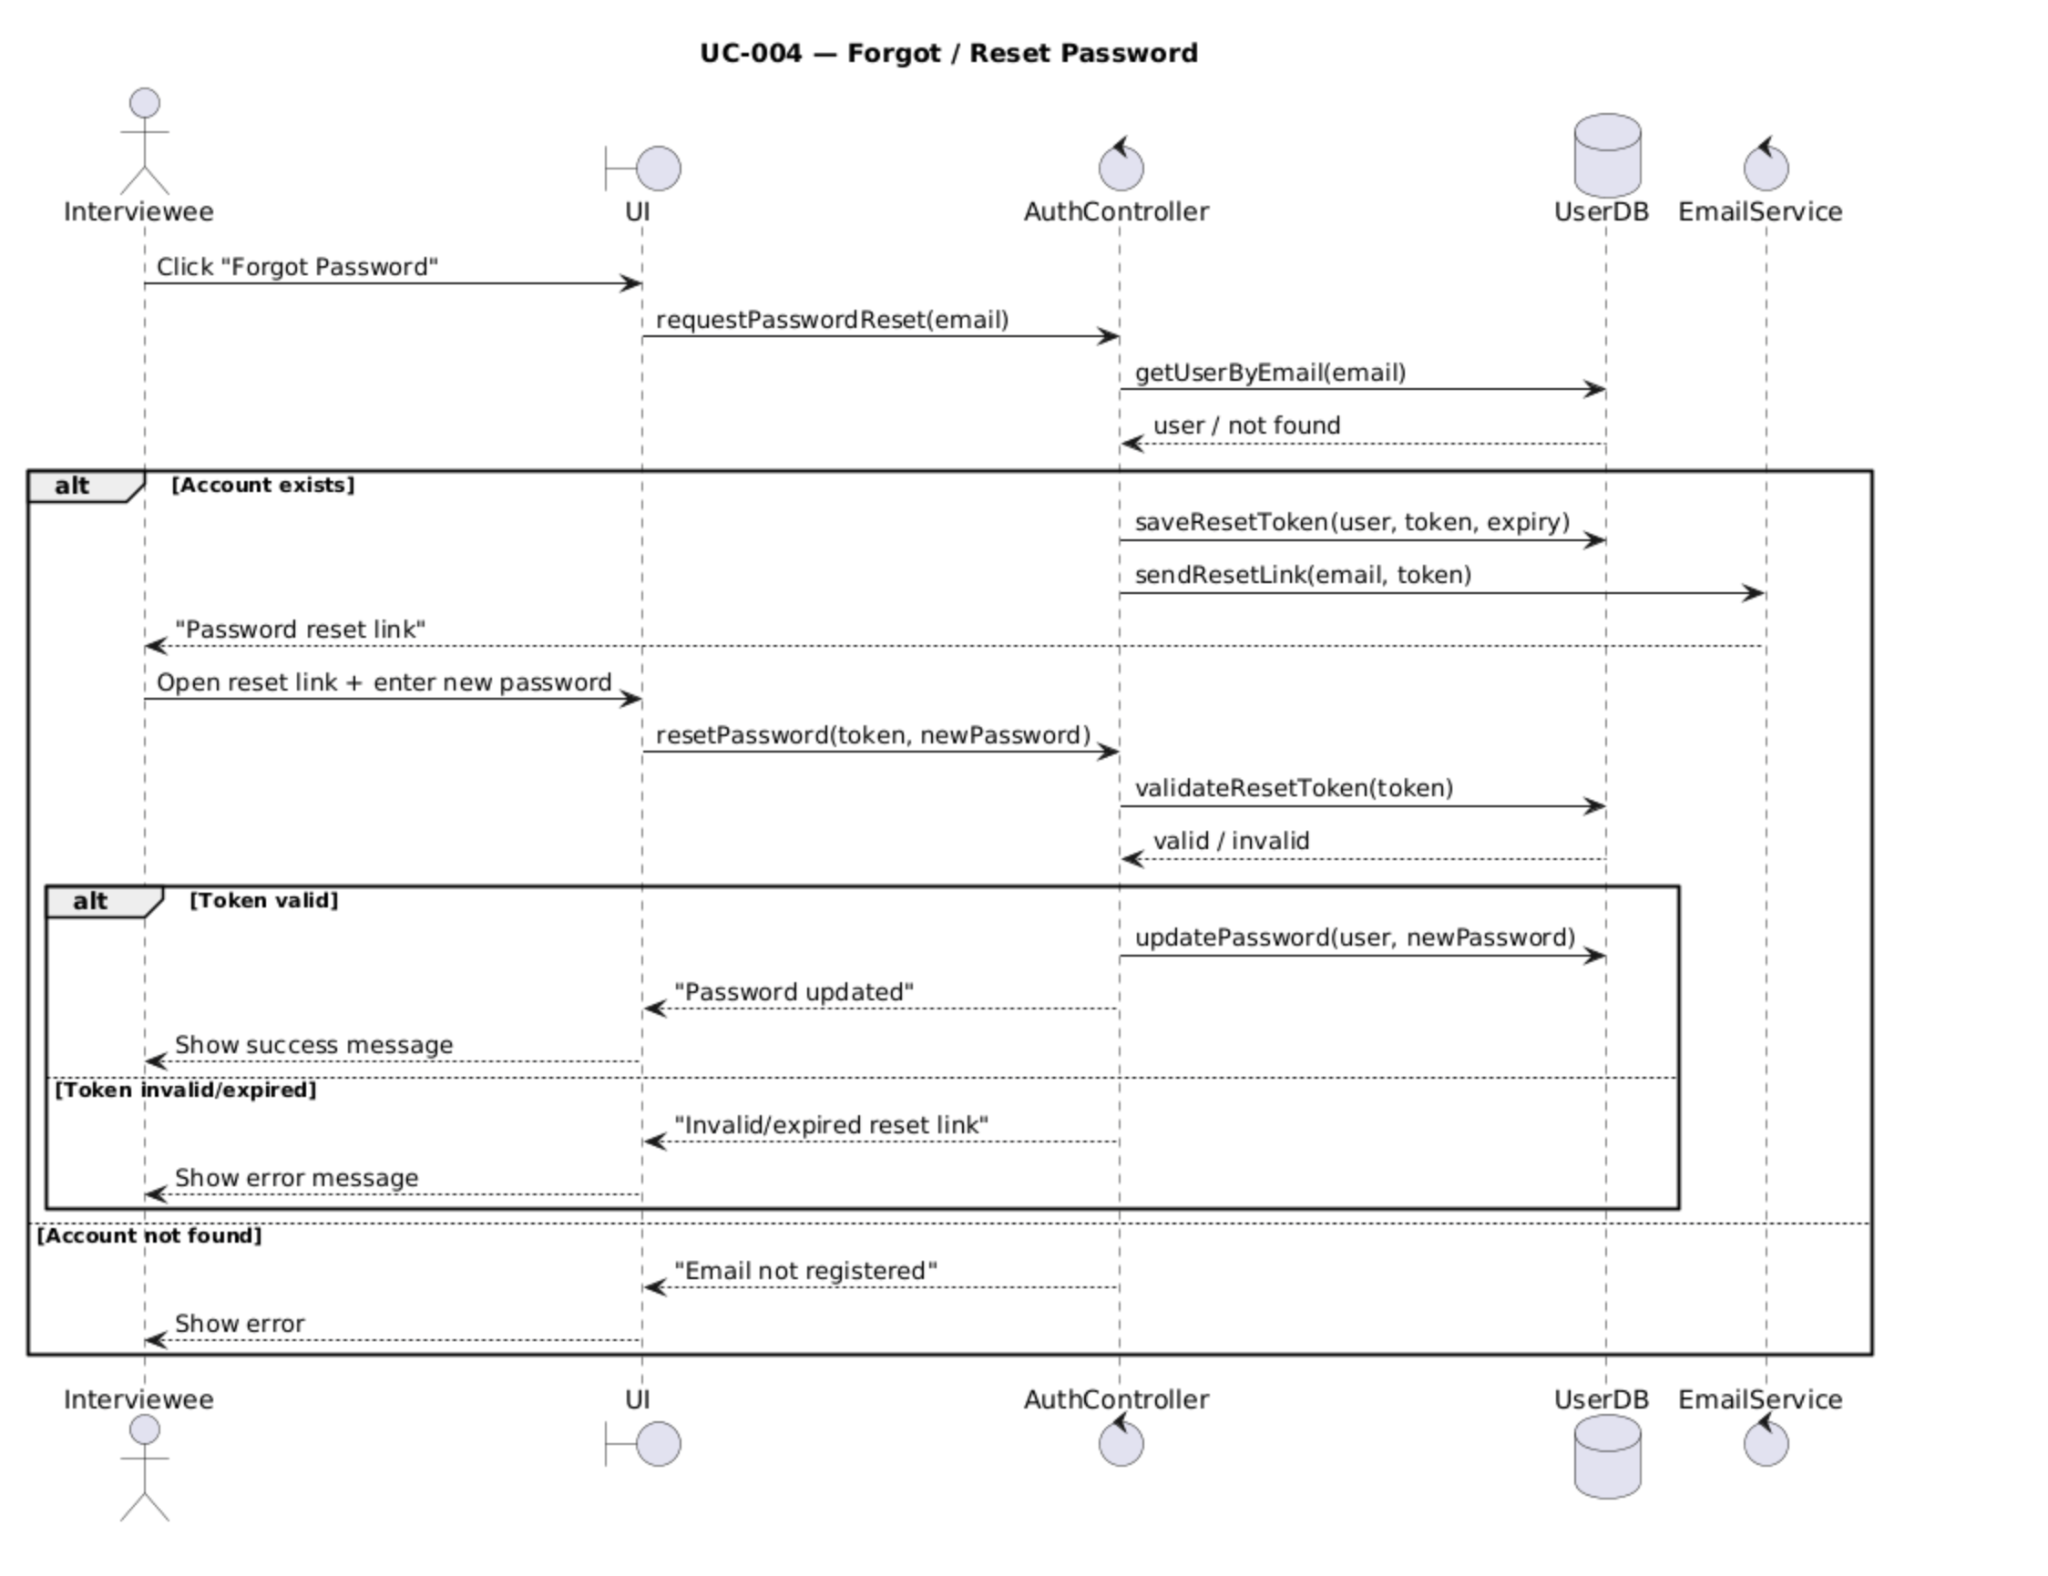 UC-004 — Forgot / Reset Password
Interviewee
UI
AuthController
UserDB
EmailService
Click "Forgot Password"
requestPasswordReset(email)
getUserByEmail(email)
user / not found
alt [Account exists]
saveResetToken(user, token, expiry)
sendResetLink(email, token)
"Password reset link"
Open reset link + enter new password
resetPassword(token, newPassword)
validateResetToken(token)
valid / invalid
alt [Token valid]
updatePassword(user, newPassword)
"Password updated"
Show success message
[Token invalid/expired]
"Invalid/expired reset link"
Show error message
[Account not found]
"Email not registered"
Show error
Interviewee
UI
AuthController
UserDB
EmailService